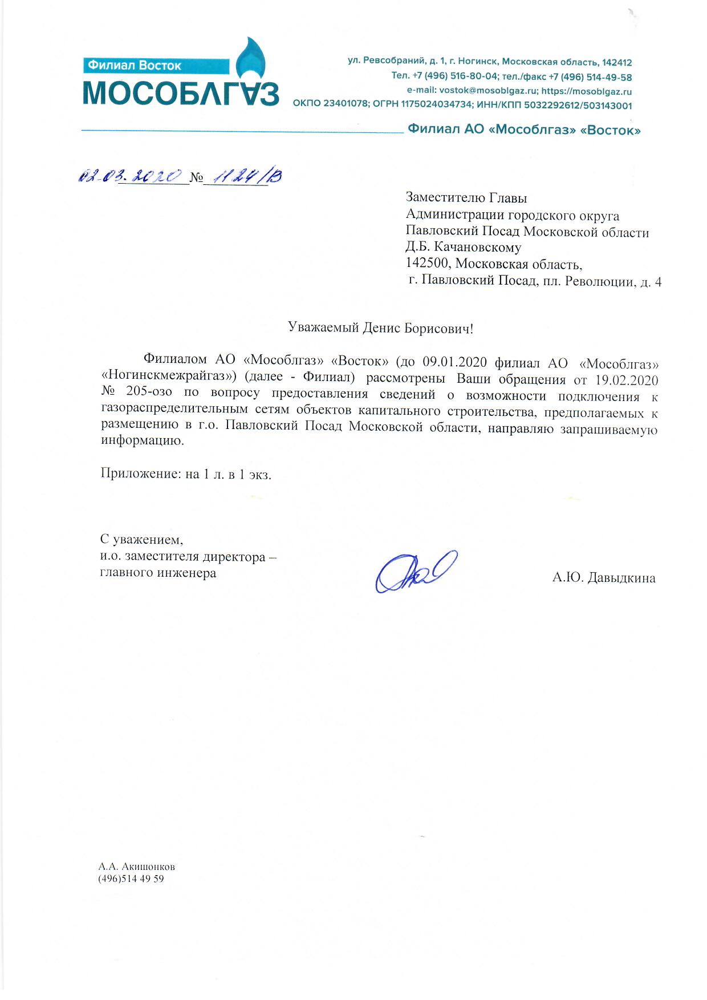 Филиал Восток
МОСОБЛГАЗ
ул. Ревсобраний, д. 1, г. Ногинск, Московская область, 142412
Тел. +7 (496) 516-80-04; тел./факс +7 (496) 514-49-58
e-mail: vostok@mosoblgaz.ru; https://mosoblgaz.ru
ОКПО 23401078; ОГРН 1175024034734; ИНН/КПП 5032292612/503143001
Филиал АО «Мособлгаз» «Восток»
02.03.2020 № 1124/В
Заместителю Главы
Администрации городского округа
Павловский Посад Московской области
Д.Б. Качановскому
142500, Московская область,
г. Павловский Посад, пл. Революции, д. 4
Уважаемый Денис Борисович!
Филиалом АО «Мособлгаз» «Восток» (до 09.01.2020 филиал АО «Мособлгаз»
«Ногинскмежрайгаз») (далее - Филиал) рассмотрены Ваши обращения от 19.02.2020
№ 205-озо по вопросу предоставления сведений о возможности подключения к
газораспределительным сетям объектов капитального строительства, предполагаемых к
размещению в г.о. Павловский Посад Московской области, направляю запрашиваемую
информацию.
Приложение: на 1 л. в 1 экз.
С уважением,
и.о. заместителя директора –
главного инженера
А.Ю. Давыдкина
А.А. Акишонков
(496)514 49 59